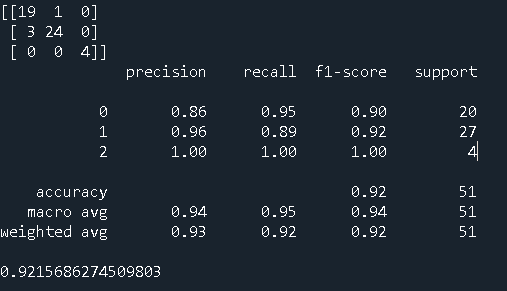 [[19  1  0]
 [ 3 24  0]
 [ 0  0  4]]
              precision    recall  f1-score   support

           0       0.86      0.95      0.90        20
           1       0.96      0.89      0.92        27
           2       1.00      1.00      1.00         4

    accuracy                           0.92        51
   macro avg       0.94      0.95      0.94        51
weighted avg       0.93      0.92      0.92        51

0.9215686274509803